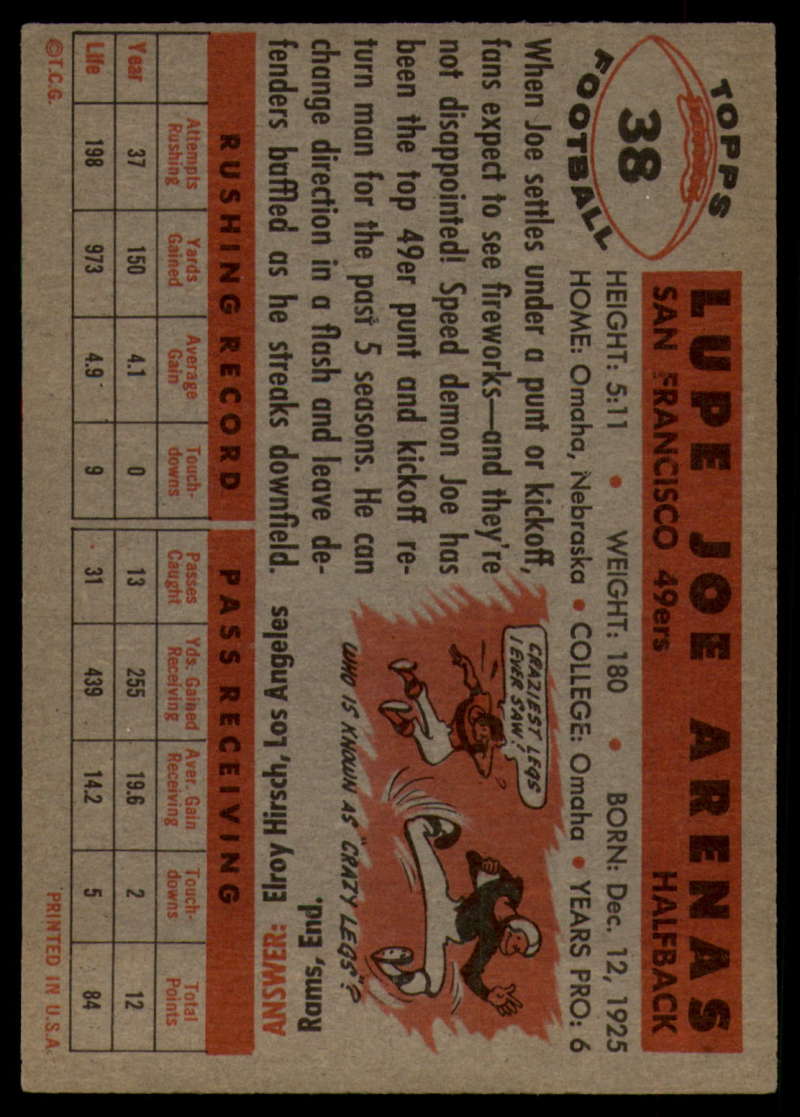 TOPPS
38
FOOTBALL
LUPE JOE ARENAS
SAN FRANCISCO 49ers HALFBACK
HEIGHT: 5:11 • WEIGHT: 180 • BORN: Dec. 12, 1925
HOME: Omaha, Nebraska • COLLEGE: Omaha • YEARS PRO: 6
When Joe settles under a punt or kickoff,
fans expect to see fireworks—and they're
not disappointed! Speed demon Joe has
been the top 49er punt and kickoff re-
turn man for the past 5 seasons. He can
change direction in a flash and leave de-
fenders baffled as he streaks downfield.
CRAZIEST LEGS
I EVER SAW!
?
WHO IS KNOWN AS "CRAZY LEGS"?
ANSWER: Elroy Hirsch, Los Angeles
Rams, End.
RUSHING RECORD PASS RECEIVING
Attempts Yards Average Touch- Passes Yds. Gained Aver. Gain Touch- Total
Rushing Gained Gain downs Caught Receiving Receiving downs Points
Year 37 150 4.1 0 13 255 19.6 2 12
Life 198 973 4.9 9 31 439 14.2 5 84
©T.C.G. PRINTED IN U.S.A.